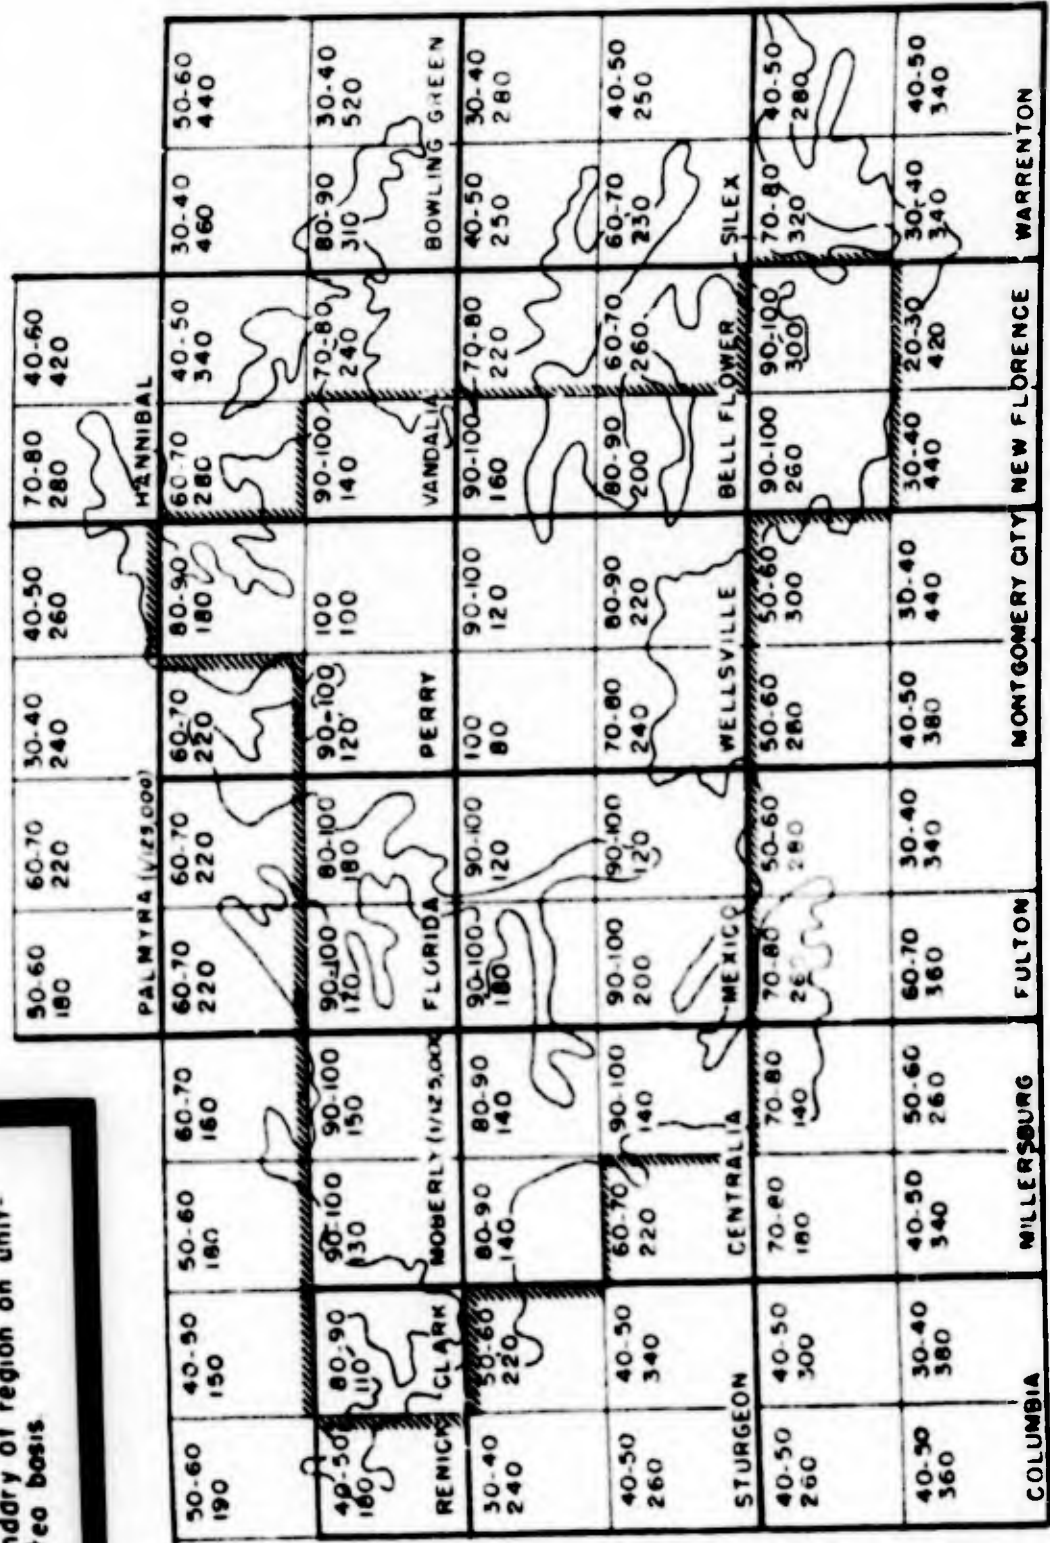 ndary of region on unit-
rea basis.
50-60 60-70 30-40 40-50 70-80 40-60
180 220 240 260 280 420
PALMYRA (1/125,000) HANNIBAL
50-60 40-50 50-60 60-70 60-70 60-70 60-70 80-90 60-70 40-50 30-40 50-60
190 150 180 160 220 220 220 180 280 340 460 440
40-50 80-90 90-100 90-100 90-100 80-100 90-100 100 90-100 70-80 80-90 30-40
180 110 130 150 170 180 120 100 140 240 310 520
RENICK CLARK MOBERLY (1/125,000) FLORIDA PERRY VANDALIA BOWLING GREEN
30-40 50-60 80-90 80-90 90-100 90-100 100 90-100 90-100 70-80 40-50 30-40
240 220 140 140 180 120 80 120 160 220 250 280
40-50 40-50 60-70 90-100 90-100 90-100 70-80 80-90 80-90 60-70 60-70 40-50
260 340 220 140 200 120 240 220 200 260 230 250
STURGEON CENTRALIA MEXICO WELLSVILLE BELL FLOWER SILEX
40-50 40-50 70-80 70-80 70-80 50-60 50-60 50-60 90-100 90-100 70-80 40-50
260 300 180 140 280 280 300 260 300 320 280
40-50 30-40 40-50 50-60 60-70 30-40 40-50 30-40 30-40 20-30 30-40 40-50
360 380 340 260 360 340 380 440 440 420 340 340
COLUMBIA MILLERSBURG FULTON MONTGOMERY CITY NEW FLORENCE WARRENTON